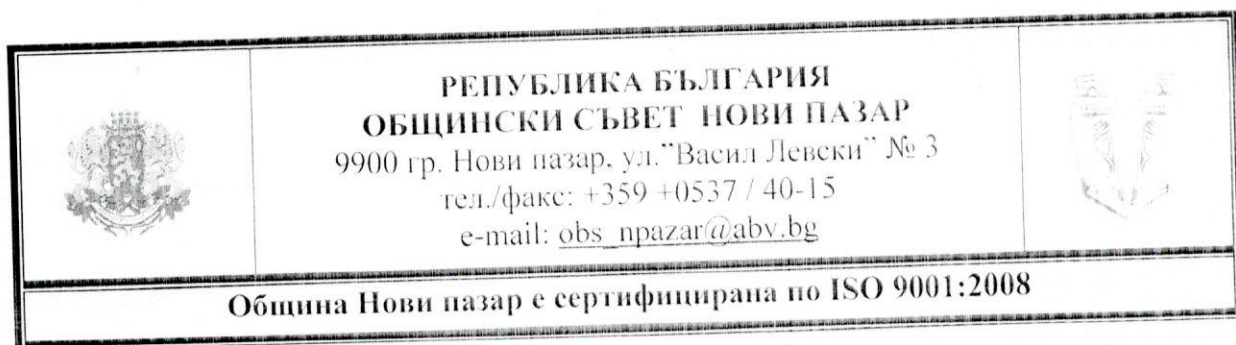 РЕПУБЛИКА БЪЛГАРИЯ
ОБЩИНСКИ СЪВЕТ НОВИ ПАЗАР
9900 гр. Нови пазар, ул."Васил Левски" № 3
тел./факс: +359 +0537 / 40-15
e-mail: obs_npazar@abv.bg
Община Нови пазар е сертифицирана по ISO 9001:2008